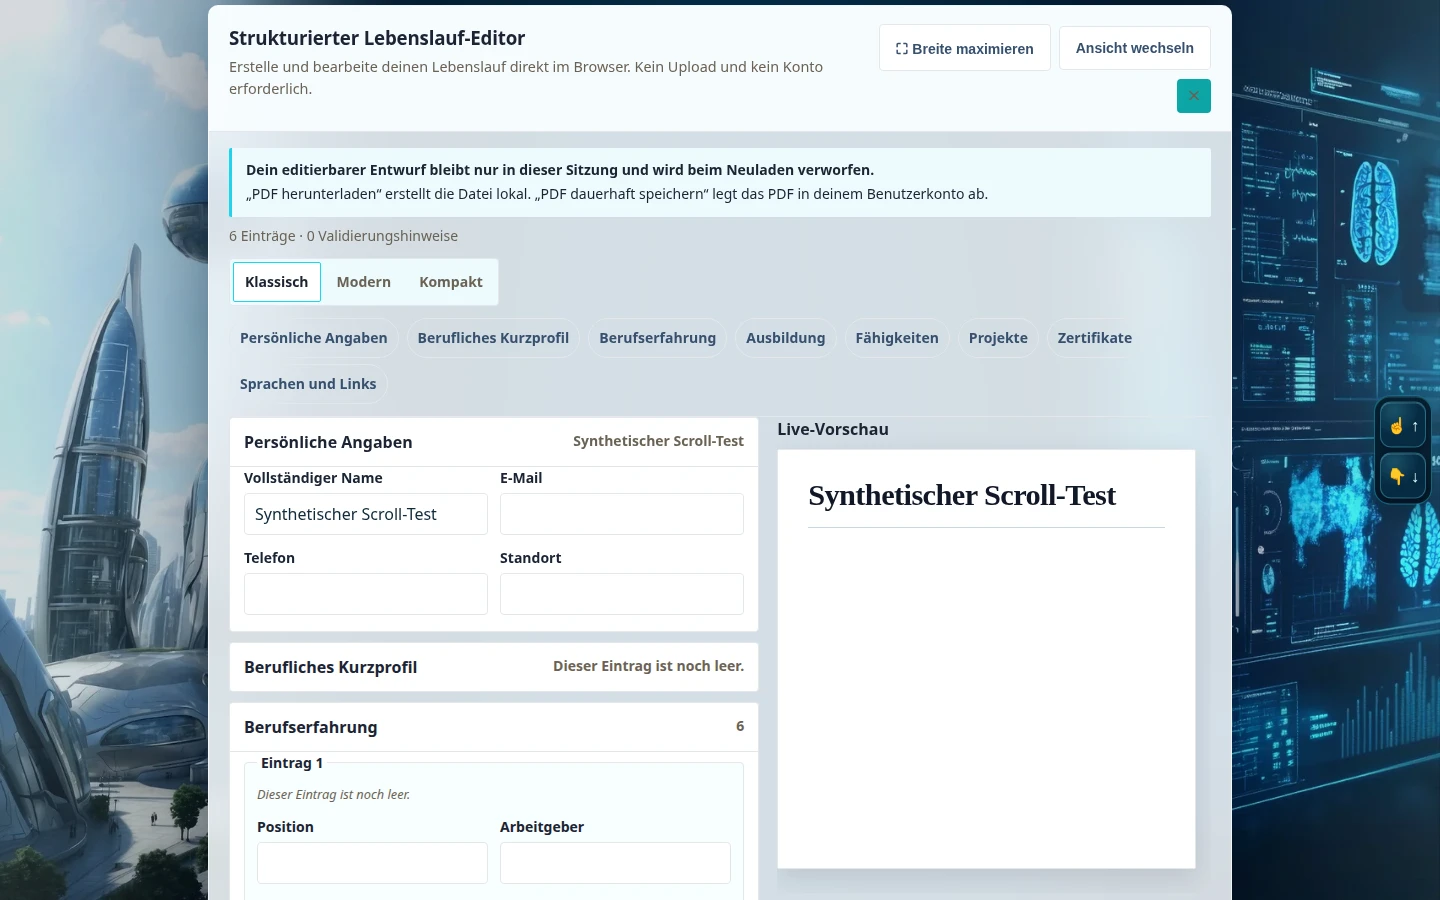 Strukturierter Lebenslauf-Editor
Erstelle und bearbeite deinen Lebenslauf direkt im Browser. Kein Upload und kein Konto
erforderlich.
Breite maximieren
Ansicht wechseln
Dein editierbarer Entwurf bleibt nur in dieser Sitzung und wird beim Neuladen verworfen.
„PDF herunterladen“ erstellt die Datei lokal. „PDF dauerhaft speichern“ legt das PDF in deinem Benutzerkonto ab.
6 Einträge · 0 Validierungshinweise
Klassisch Modern Kompakt
Persönliche Angaben Berufliches Kurzprofil Berufserfahrung Ausbildung Fähigkeiten Projekte Zertifikate
Sprachen und Links
Persönliche Angaben Synthetischer Scroll-Test
Vollständiger Name E-Mail
Synthetischer Scroll-Test
Telefon Standort
Berufliches Kurzprofil Dieser Eintrag ist noch leer.
Berufserfahrung 6
Eintrag 1
Dieser Eintrag ist noch leer.
Position Arbeitgeber
Live-Vorschau
Synthetischer Scroll-Test